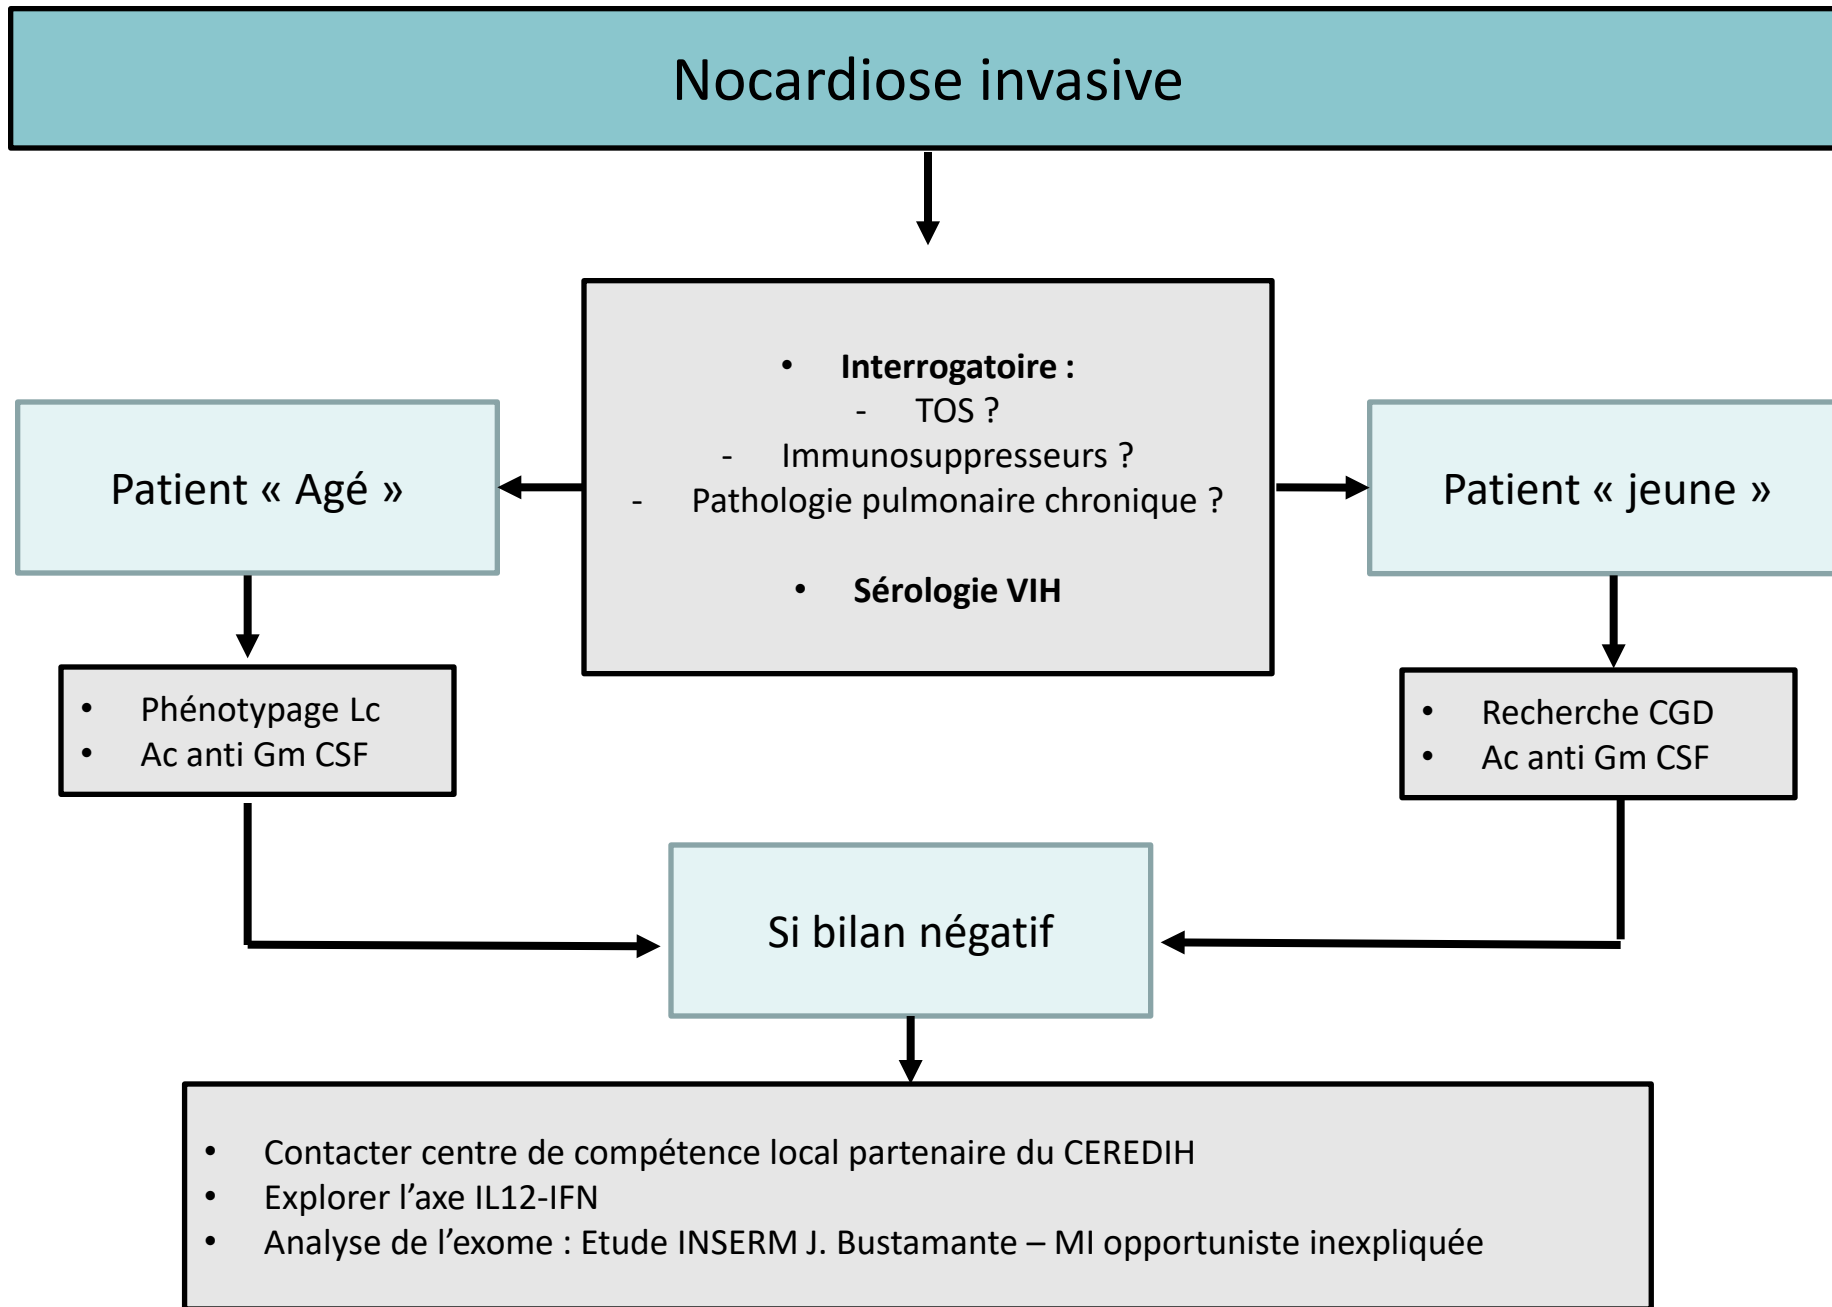 Nocardiose invasive
• Interrogatoire :
- TOS ?
- Immunosuppresseurs ?
- Pathologie pulmonaire chronique ?
• Sérologie VIH
Patient « Agé »
Patient « jeune »
• Phénotypage Lc
• Ac anti Gm CSF
• Recherche CGD
• Ac anti Gm CSF
Si bilan négatif
• Contacter centre de compétence local partenaire du CEREDIH
• Explorer l’axe IL12-IFN
• Analyse de l’exome : Etude INSERM J. Bustamante – MI opportuniste inexpliquée